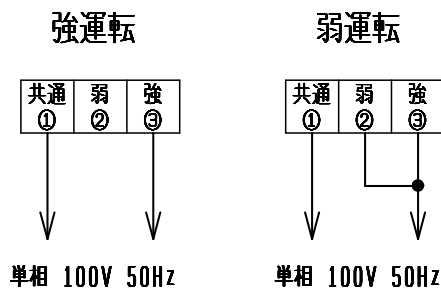 強運転
共通 弱 強
① ② ③
単相 100V 50Hz
弱運転
共通 弱 強
① ② ③
単相 100V 50Hz